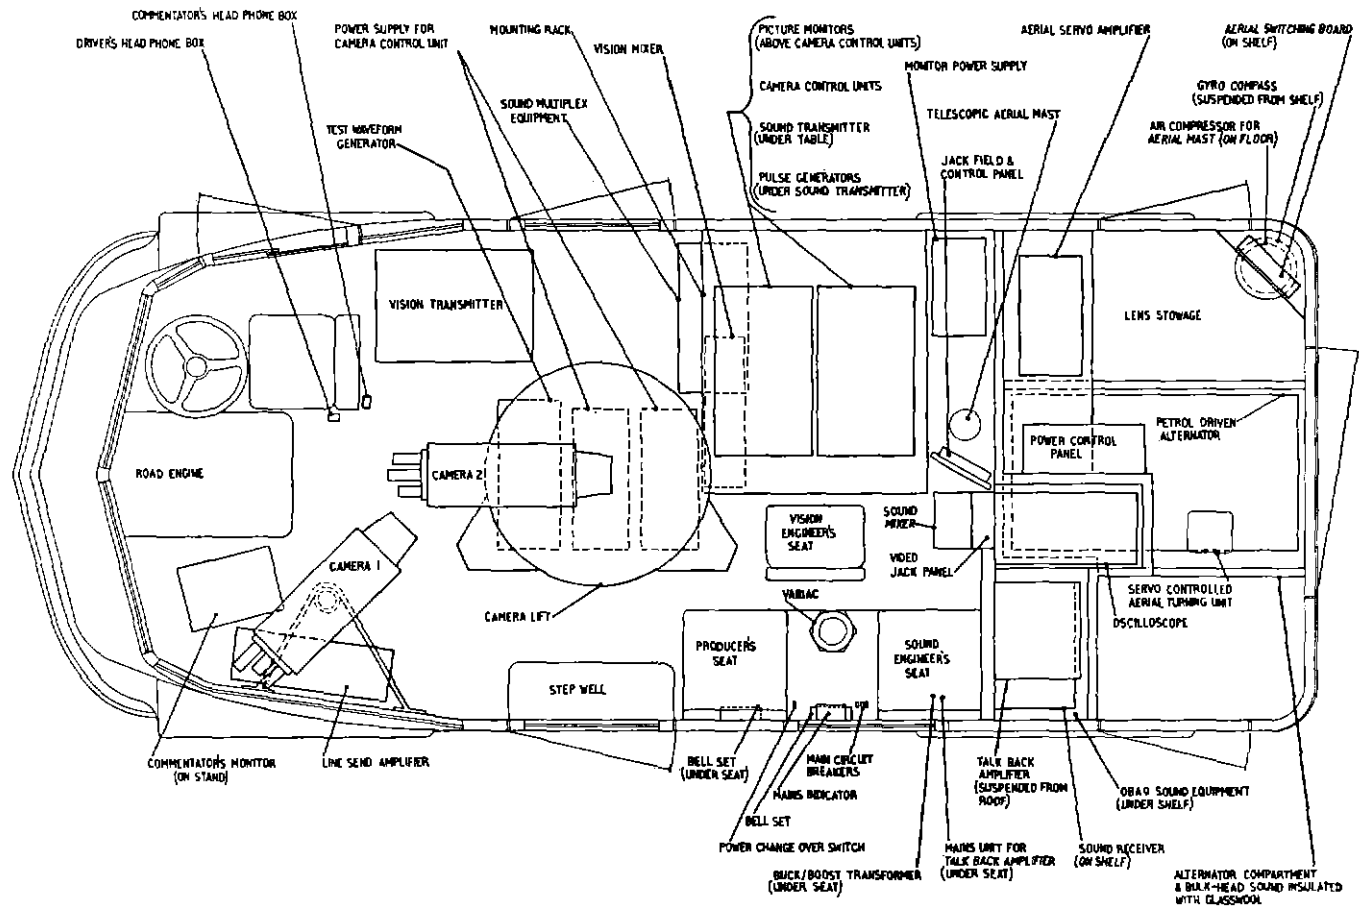 COMMENTATOR'S HEAD PHONE BOX
DRIVER'S HEAD PHONE BOX
POWER SUPPLY FOR
CAMERA CONTROL UNIT
MOUNTING RACK
VISION MIXER
PICTURE MONITORS
(ABOVE CAMERA CONTROL UNITS)
CAMERA CONTROL UNITS
SOUND TRANSMITTER
(UNDER TABLE)
PULSE GENERATORS
(UNDER SOUND TRANSMITTER)
AERIAL SERVO AMPLIFIER
AERIAL SWITCHING BOARD
(ON SHELF)
MONITOR POWER SUPPLY
GYRO COMPASS
(SUSPENDED FROM SHELF)
SOUND MULTIPLEX
EQUIPMENT
TELESCOPIC AERIAL MAST
AIR COMPRESSOR FOR
AERIAL MAST (ON FLOOR)
TEST WAVEFORM
GENERATOR
JACK FIELD &
CONTROL PANEL
VISION TRANSMITTER
LENS STOWAGE
PETROL DRIVEN
ALTERNATOR
POWER CONTROL
PANEL
ROAD ENGINE
CAMERA 2
SOUND
MIXER
VISION
ENGINEER'S
SEAT
VIDEO
JACK PANEL
CAMERA 1
SERVO CONTROLLED
AERIAL TURNING UNIT
OSCILLOSCOPE
VARIAC
CAMERA LIFT
PRODUCER'S
SEAT
SOUND
ENGINEER'S
SEAT
STEP WELL
COMMENTATOR'S MONITOR
(ON STAND)
LINE SEND AMPLIFIER
BELL SET
(UNDER SEAT)
MAIN CIRCUIT
BREAKERS
MAINS INDICATOR
BELL SET
POWER CHANGE OVER SWITCH
TALK BACK
AMPLIFIER
(SUSPENDED FROM
ROOF)
OBA9 SOUND EQUIPMENT
(UNDER SHELF)
BUCK/BOOST TRANSFORMER
(UNDER SEAT)
MAINS UNIT FOR
TALK BACK AMPLIFIER
(UNDER SEAT)
SOUND RECEIVER
(ON SHELF)
ALTERNATOR COMPARTMENT
& BULK-HEAD SOUND INSULATED
WITH GLASSWOOL